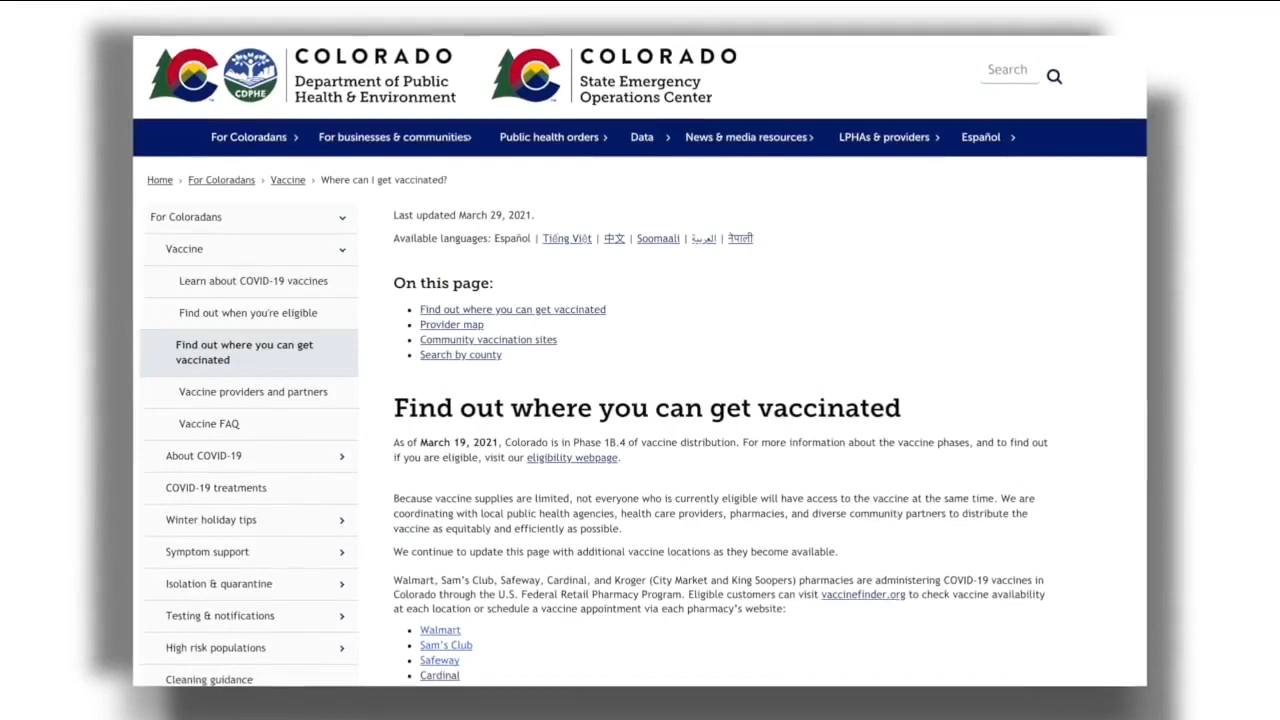 COLORADO
Department of Public
Health & Environment
CDPHE
COLORADO
State Emergency
Operations Center
Search
For Coloradans
For businesses & communities
Public health orders
Data
News & media resources
LPHAs & providers
Español
Home › For Coloradans › Vaccine › Where can I get vaccinated?
For Coloradans
Vaccine
Learn about COVID-19 vaccines
Find out when you're eligible
Find out where you can get
vaccinated
Vaccine providers and partners
Vaccine FAQ
About COVID-19
COVID-19 treatments
Winter holiday tips
Symptom support
Isolation & quarantine
Testing & notifications
High risk populations
Cleaning guidance
Last updated March 29, 2021.
Available languages: Español | Tiếng Việt | 中文 | Soomaali | العربية | नेपाली
On this page:
Find out where you can get vaccinated
Provider map
Community vaccination sites
Search by county
Find out where you can get vaccinated
As of March 19, 2021, Colorado is in Phase 1B.4 of vaccine distribution. For more information about the vaccine phases, and to find out
if you are eligible, visit our eligibility webpage.
Because vaccine supplies are limited, not everyone who is currently eligible will have access to the vaccine at the same time. We are
coordinating with local public health agencies, health care providers, pharmacies, and diverse community partners to distribute the
vaccine as equitably and efficiently as possible.
We continue to update this page with additional vaccine locations as they become available.
Walmart, Sam's Club, Safeway, Cardinal, and Kroger (City Market and King Soopers) pharmacies are administering COVID-19 vaccines in
Colorado through the U.S. Federal Retail Pharmacy Program. Eligible customers can visit vaccinefinder.org to check vaccine availability
at each location or schedule a vaccine appointment via each pharmacy's website:
Walmart
Sam's Club
Safeway
Cardinal